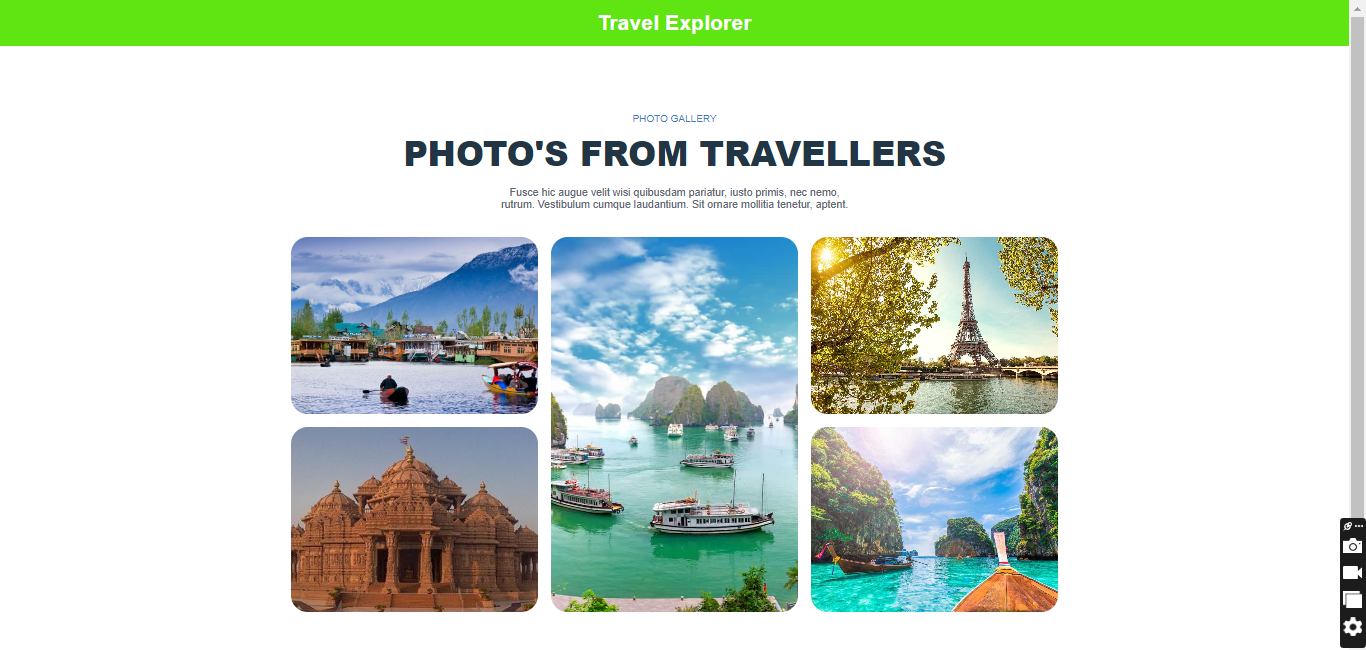 Travel Explorer
PHOTO GALLERY
PHOTO'S FROM TRAVELLERS
Fusce hic augue velit wisi quibusdam pariatur, iusto primis, nec nemo,
rutrum. Vestibulum cumque laudantium. Sit ornare mollitia tenetur, aptent.